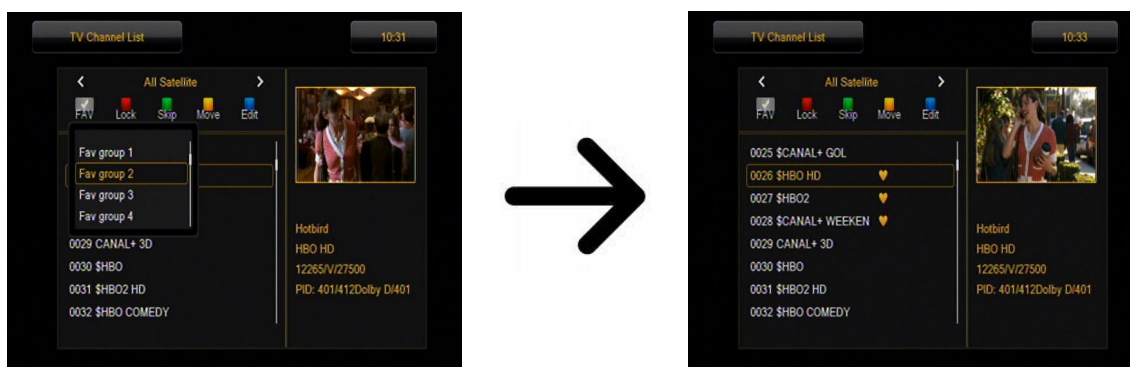 TV Channel List
10:31
All Satellite
FAV Lock Skip Move Edit
Fav group 1
Fav group 2
Fav group 3
Fav group 4
0029 CANAL+ 3D
0030 $HBO
0031 $HBO2 HD
0032 $HBO COMEDY
Hotbird
HBO HD
12265/V/27500
PID: 401/412Dolby D/401
TV Channel List
10:33
All Satellite
FAV Lock Skip Move Edit
0025 $CANAL+ GOL
0026 $HBO HD
0027 $HBO2
0028 $CANAL+ WEEKEN
0029 CANAL+ 3D
0030 $HBO
0031 $HBO2 HD
0032 $HBO COMEDY
Hotbird
HBO HD
12265/V/27500
PID: 401/412Dolby D/401